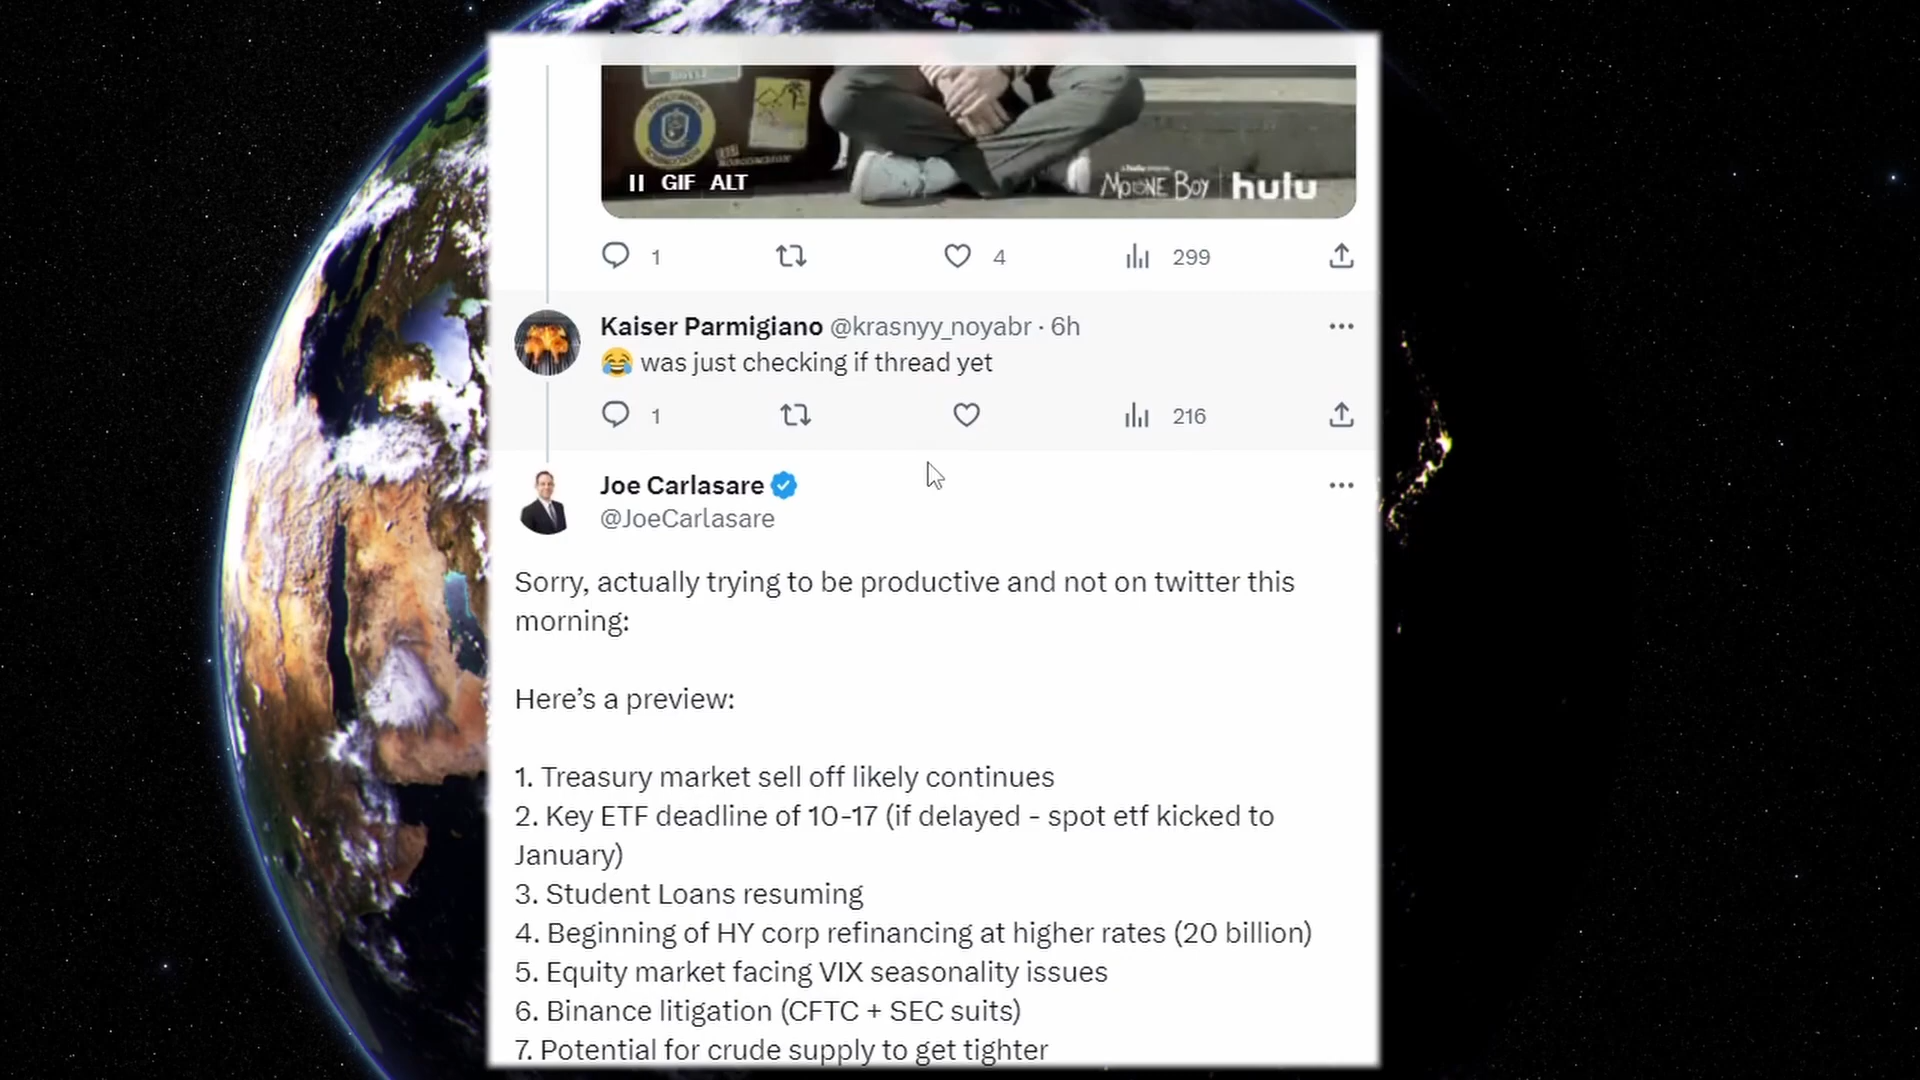 II GIF ALT
MOONE BOY hulu
1 4 299
Kaiser Parmigiano @krasnyy_noyabr · 6h
😂 was just checking if thread yet
1 216
Joe Carlasare
@JoeCarlasare
Sorry, actually trying to be productive and not on twitter this
morning:
Here’s a preview:
1. Treasury market sell off likely continues
2. Key ETF deadline of 10-17 (if delayed - spot etf kicked to
January)
3. Student Loans resuming
4. Beginning of HY corp refinancing at higher rates (20 billion)
5. Equity market facing VIX seasonality issues
6. Binance litigation (CFTC + SEC suits)
7. Potential for crude supply to get tighter